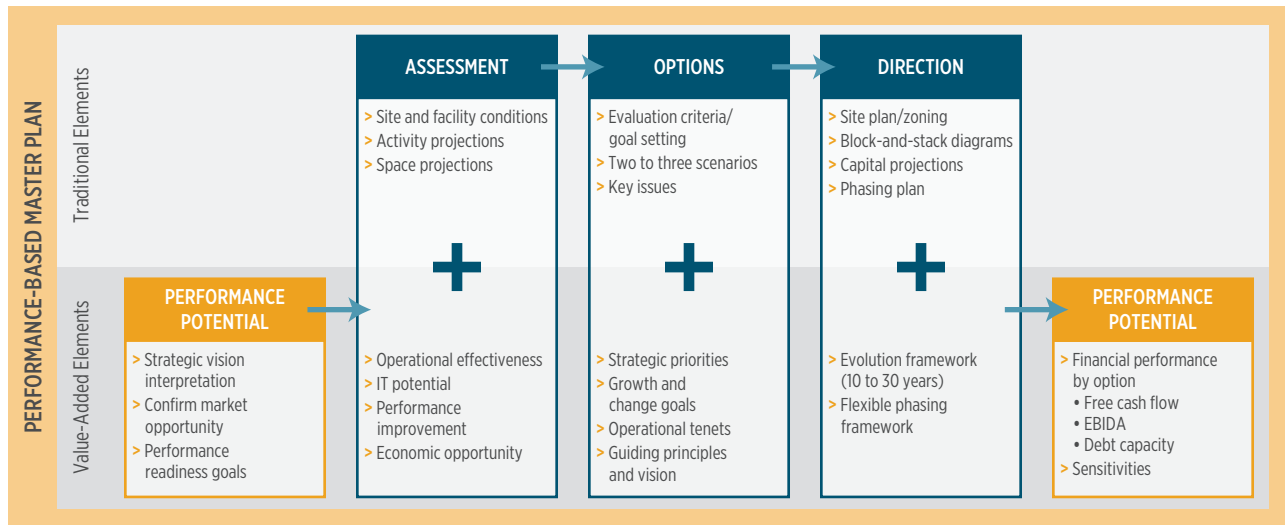 PERFORMANCE-BASED MASTER PLAN
Traditional Elements
Value-Added Elements
PERFORMANCE
POTENTIAL
> Strategic vision
interpretation
> Confirm market
opportunity
> Performance
readiness goals
ASSESSMENT
> Site and facility conditions
> Activity projections
> Space projections
+
> Operational effectiveness
> IT potential
> Performance
improvement
> Economic opportunity
OPTIONS
> Evaluation criteria/
goal setting
> Two to three scenarios
> Key issues
+
> Strategic priorities
> Growth and
change goals
> Operational tenets
> Guiding principles
and vision
DIRECTION
> Site plan/zoning
> Block-and-stack diagrams
> Capital projections
> Phasing plan
+
> Evolution framework
(10 to 30 years)
> Flexible phasing
framework
PERFORMANCE
POTENTIAL
> Financial performance
by option
• Free cash flow
• EBIDA
• Debt capacity
> Sensitivities